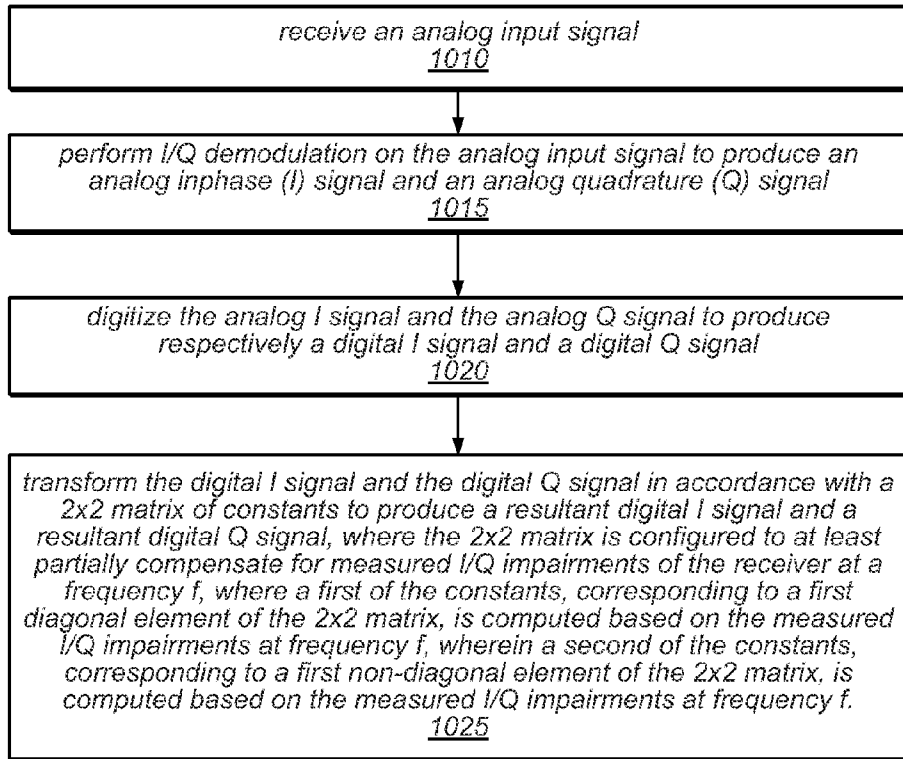 receive an analog input signal
1010
perform I/Q demodulation on the analog input signal to produce an
analog inphase (I) signal and an analog quadrature (Q) signal
1015
digitize the analog I signal and the analog Q signal to produce
respectively a digital I signal and a digital Q signal
1020
transform the digital I signal and the digital Q signal in accordance with a
2x2 matrix of constants to produce a resultant digital I signal and a
resultant digital Q signal, where the 2x2 matrix is configured to at least
partially compensate for measured I/Q impairments of the receiver at a
frequency f, where a first of the constants, corresponding to a first
diagonal element of the 2x2 matrix, is computed based on the measured
I/Q impairments at frequency f, wherein a second of the constants,
corresponding to a first non-diagonal element of the 2x2 matrix, is
computed based on the measured I/Q impairments at frequency f.
1025